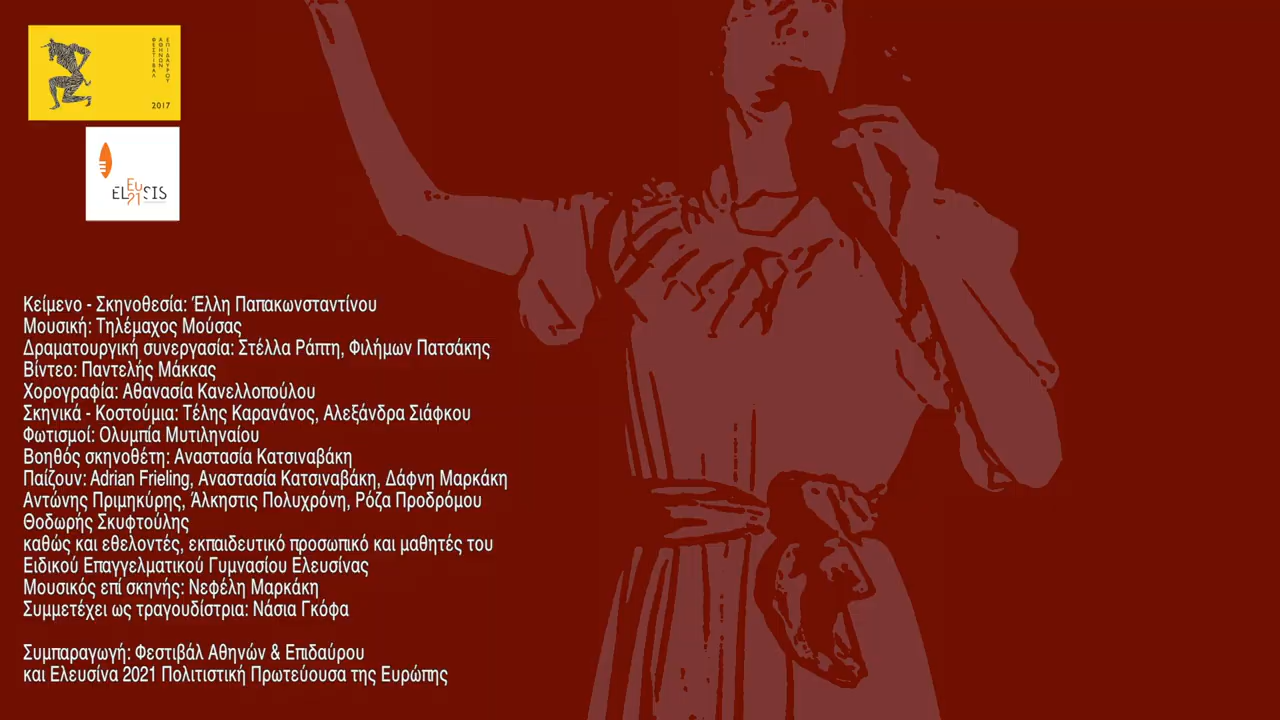 ΦΕΣΤΙΒΑΛ
ΑΘΗΝΩΝ
ΕΠΙΔΑΥΡΟΥ
2017
ELEuSIS
21
Κείμενο - Σκηνοθεσία: Έλλη Παπακωνσταντίνου
Μουσική: Τηλέμαχος Μούσας
Δραματουργική συνεργασία: Στέλλα Ράπτη, Φιλήμων Πατσάκης
Βίντεο: Παντελής Μάκκας
Χορογραφία: Αθανασία Κανελλοπούλου
Σκηνικά - Κοστούμια: Τέλης Καρανάνος, Αλεξάνδρα Σιάφκου
Φωτισμοί: Ολυμπία Μυτιληναίου
Βοηθός σκηνοθέτη: Αναστασία Κατσιναβάκη
Παίζουν: Adrian Frieling, Αναστασία Κατσιναβάκη, Δάφνη Μαρκάκη
Αντώνης Πριμηκύρης, Άλκηστις Πολυχρόνη, Ρόζα Προδρόμου
Θοδωρής Σκυφτούλης
καθώς και εθελοντές, εκπαιδευτικό προσωπικό και μαθητές του
Ειδικού Επαγγελματικού Γυμνασίου Ελευσίνας
Μουσικός επί σκηνής: Νεφέλη Μαρκάκη
Συμμετέχει ως τραγουδίστρια: Νάσια Γκόφα
Συμπαραγωγή: Φεστιβάλ Αθηνών & Επιδαύρου
και Ελευσίνα 2021 Πολιτιστική Πρωτεύουσα της Ευρώπης